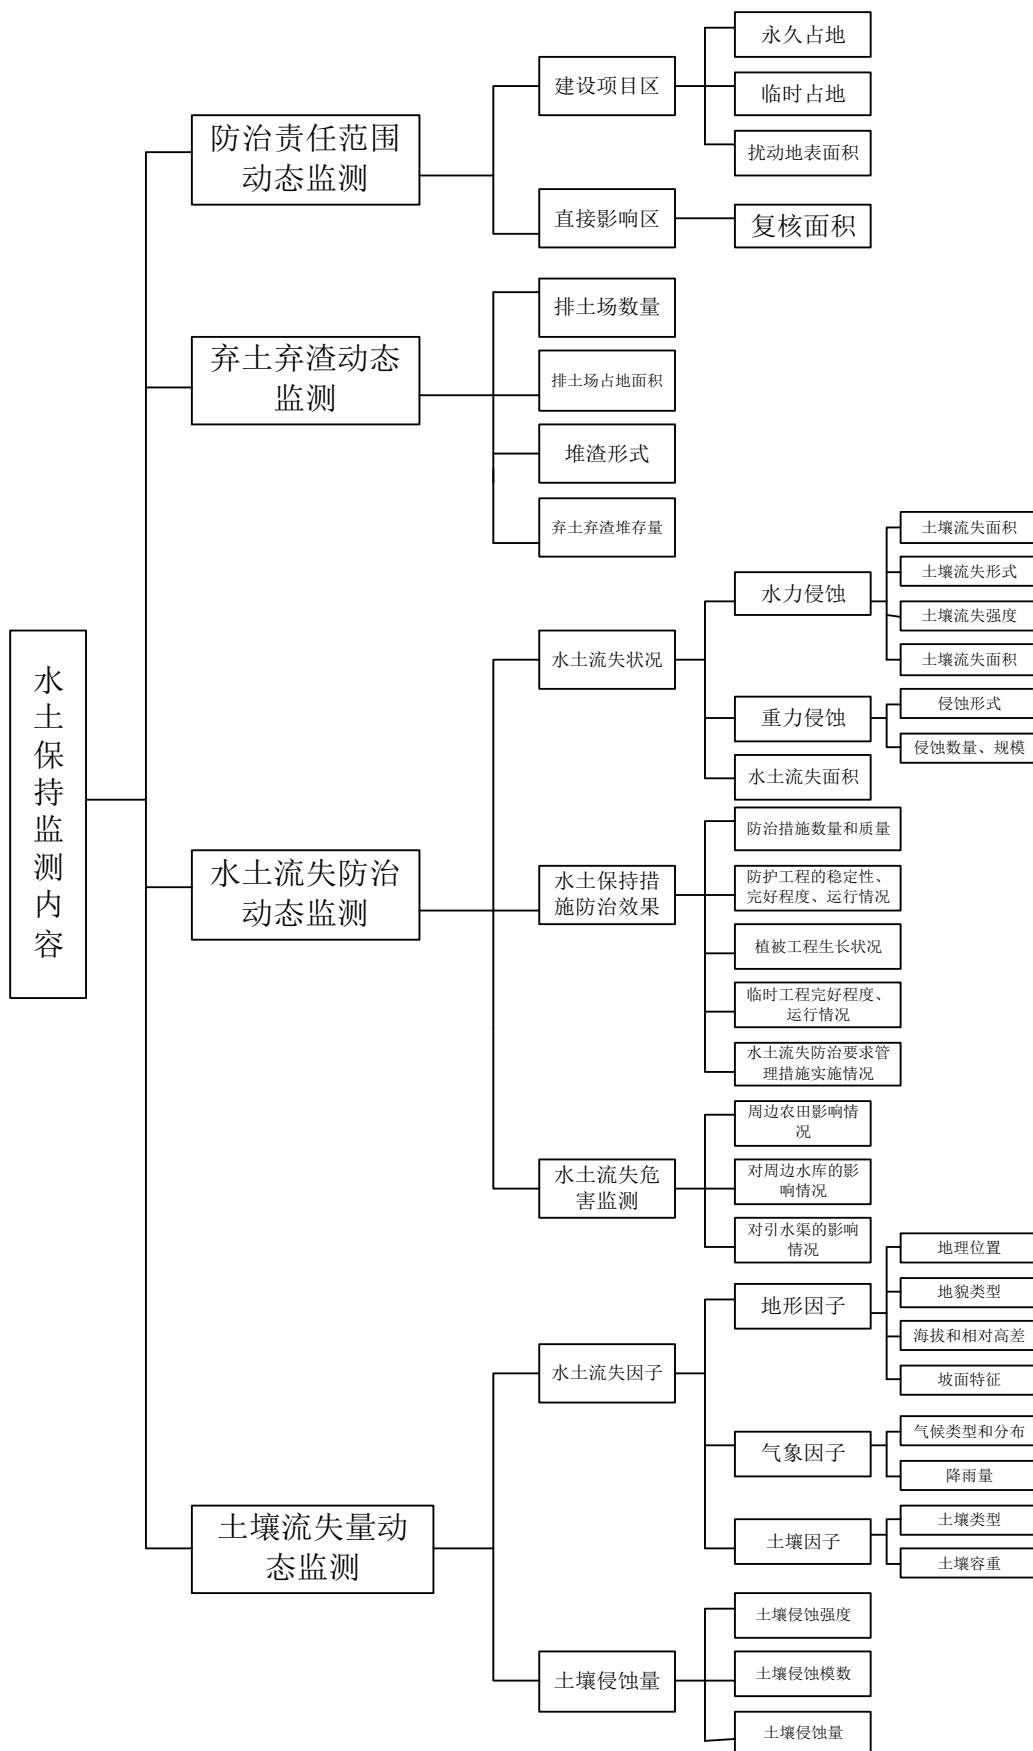 水
土
保
持
监
测
内
容
防治责任范围
动态监测
建设项目区
永久占地
临时占地
扰动地表面积
直接影响区
复核面积
弃土弃渣动态
监测
排土场数量
排土场占地面积
堆渣形式
弃土弃渣堆存量
水土流失防治
动态监测
水土流失状况
水力侵蚀
土壤流失面积
土壤流失形式
土壤流失强度
土壤流失面积
重力侵蚀
侵蚀形式
侵蚀数量、规模
水土流失面积
水土保持措
施防治效果
防治措施数量和质量
防护工程的稳定性、
完好程度、运行情况
植被工程生长状况
临时工程完好程度、
运行情况
水土流失防治要求管
理措施实施情况
水土流失危
害监测
周边农田影响情
况
对周边水库的影
响情况
对引水渠的影响
情况
土壤流失量动
态监测
水土流失因子
地形因子
地理位置
地貌类型
海拔和相对高差
坡面特征
气象因子
气候类型和分布
降雨量
土壤因子
土壤类型
土壤容重
土壤侵蚀量
土壤侵蚀强度
土壤侵蚀模数
土壤侵蚀量